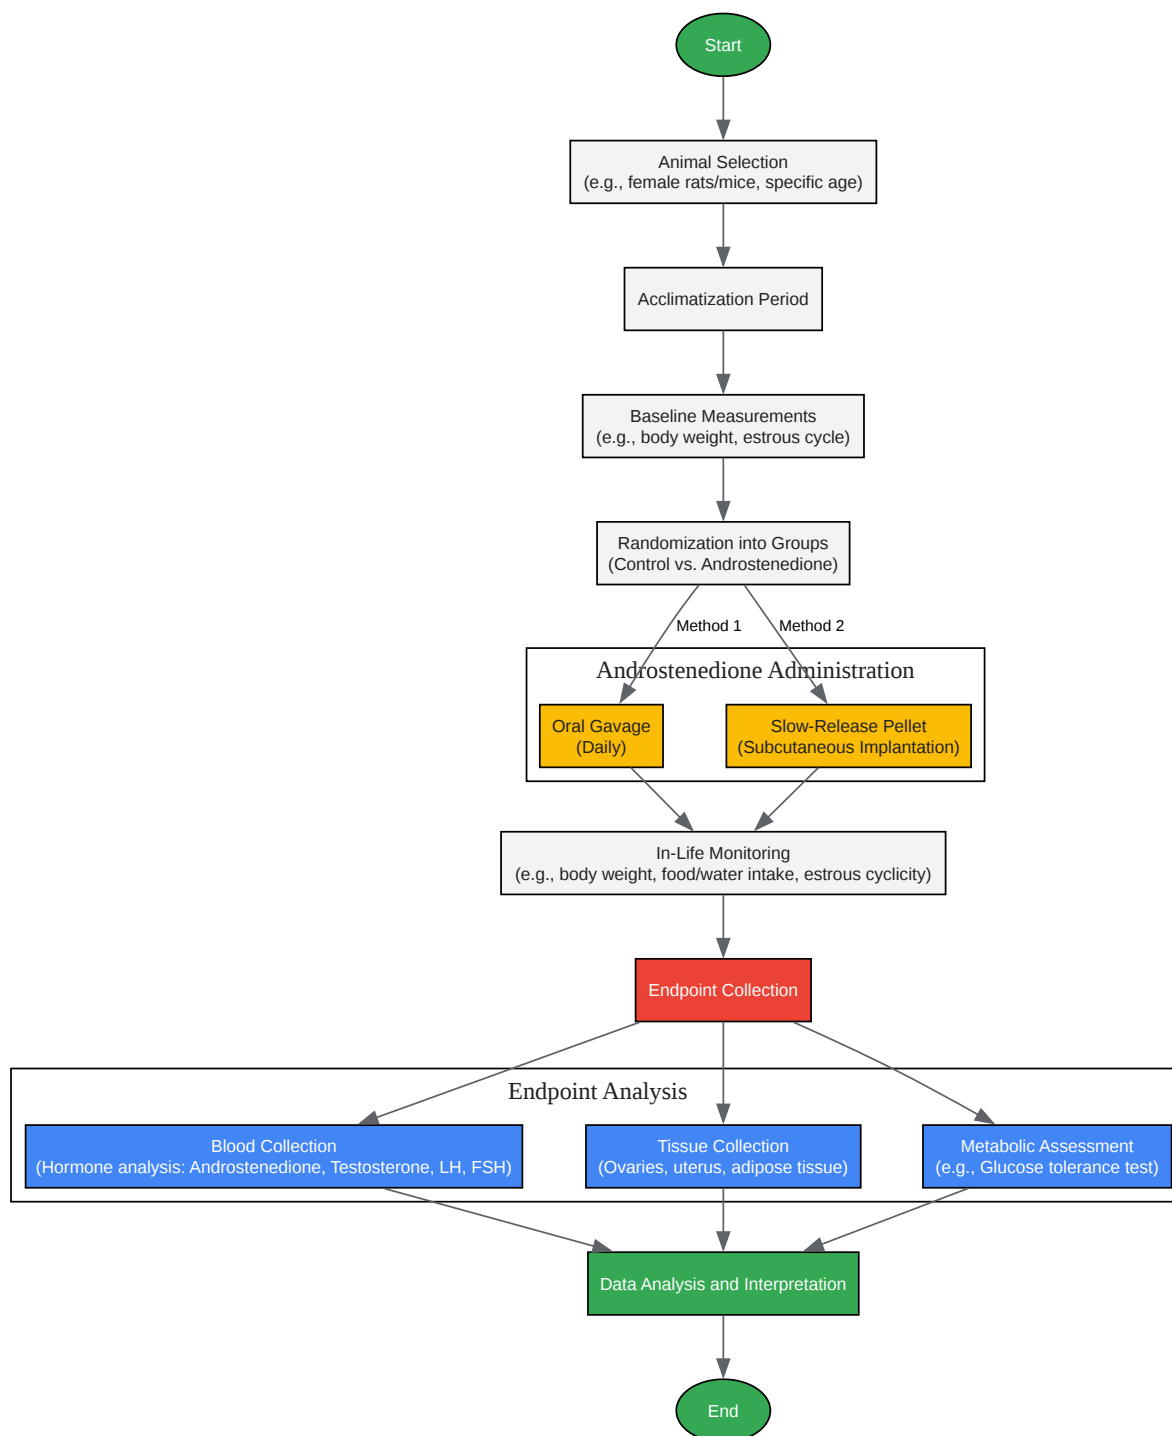 Start
Animal Selection
(e.g., female rats/mice, specific age)
Acclimatization Period
Baseline Measurements
(e.g., body weight, estrous cycle)
Randomization into Groups
(Control vs. Androstenedione)
Method 1
Method 2
Androstenedione Administration
Oral Gavage
(Daily)
Slow-Release Pellet
(Subcutaneous Implantation)
In-Life Monitoring
(e.g., body weight, food/water intake, estrous cyclicity)
Endpoint Collection
Endpoint Analysis
Blood Collection
(Hormone analysis: Androstenedione, Testosterone, LH, FSH)
Tissue Collection
(Ovaries, uterus, adipose tissue)
Metabolic Assessment
(e.g., Glucose tolerance test)
Data Analysis and Interpretation
End